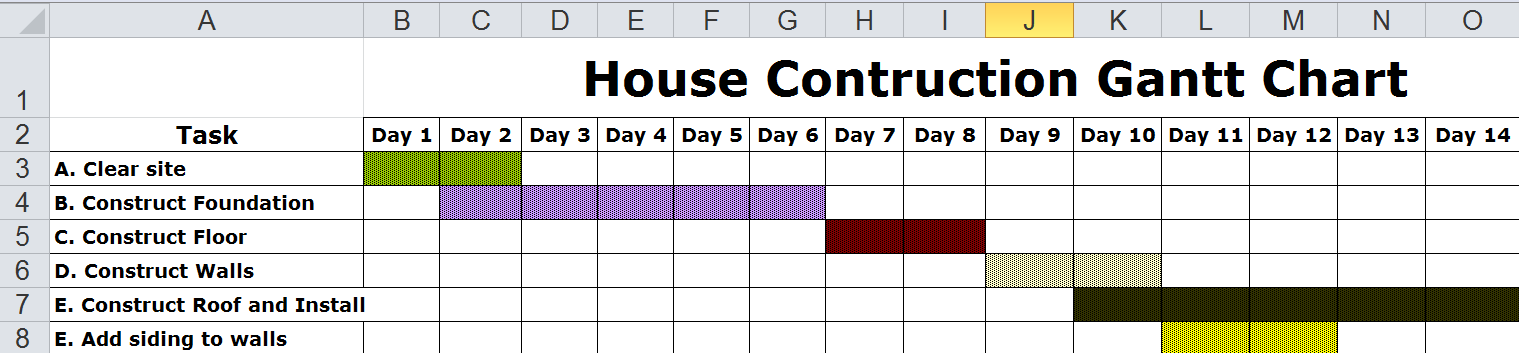 A B C D E F G H I J K L M N O
1 House Contruction Gantt Chart
2 Task Day 1 Day 2 Day 3 Day 4 Day 5 Day 6 Day 7 Day 8 Day 9 Day 10 Day 11 Day 12 Day 13 Day 14
3 A. Clear site
4 B. Construct Foundation
5 C. Construct Floor
6 D. Construct Walls
7 E. Construct Roof and Install
8 E. Add siding to walls